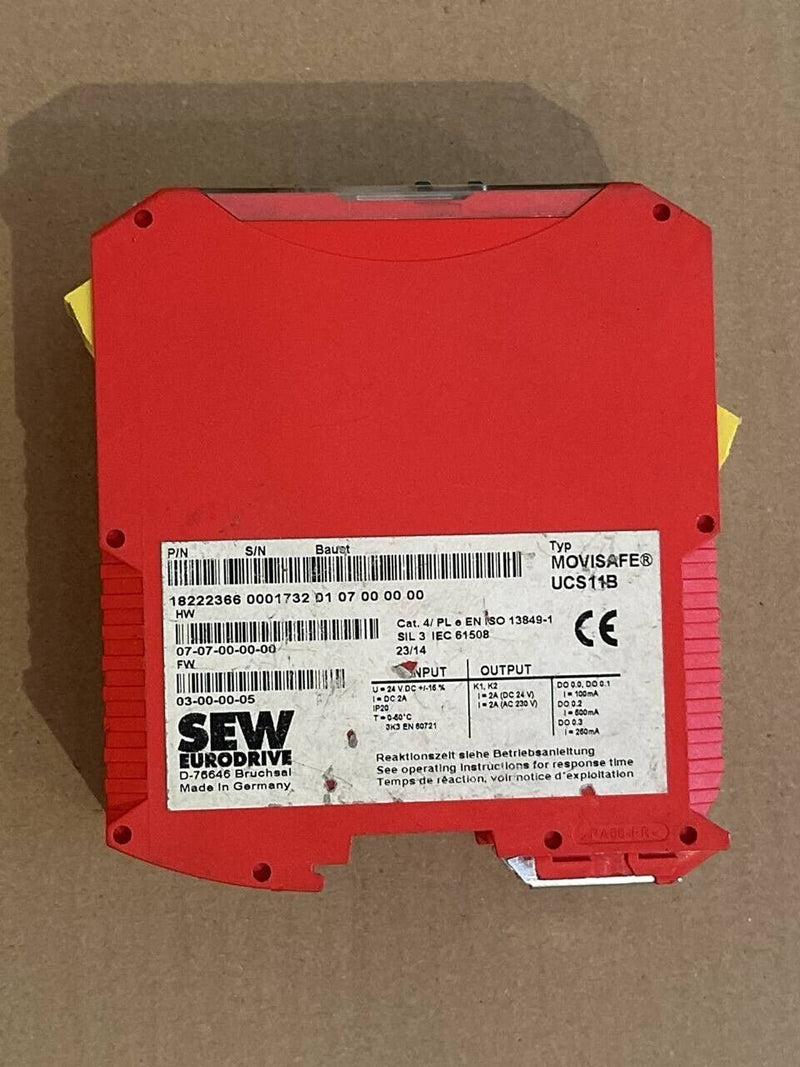 P/N S/N Baust Typ
MOVISAFE®
UCS11B
18222366 0001732 01 07 00 00 00
HW
07-07-00-00-00
FW
03-00-00-05
Cat. 4/ PL e EN ISO 13849-1
SIL 3 IEC 61508
23/14
CE
INPUT OUTPUT
U = 24 V DC +/-15 %
I = DC 2A
IP20
T = 0-50°C
3K3 EN 60721
K1, K2
I = 2A (DC 24 V)
I = 2A (AC 230 V)
DO 0.0, DO 0.1
I = 100mA
DO 0.2
I = 500mA
DO 0.3
I = 250mA
SEW
EURODRIVE
D-76646 Bruchsal
Made In Germany
Reaktionszeit siehe Betriebsanleitung
See operating instructions for response time
Temps de réaction, voir notice d'exploitation